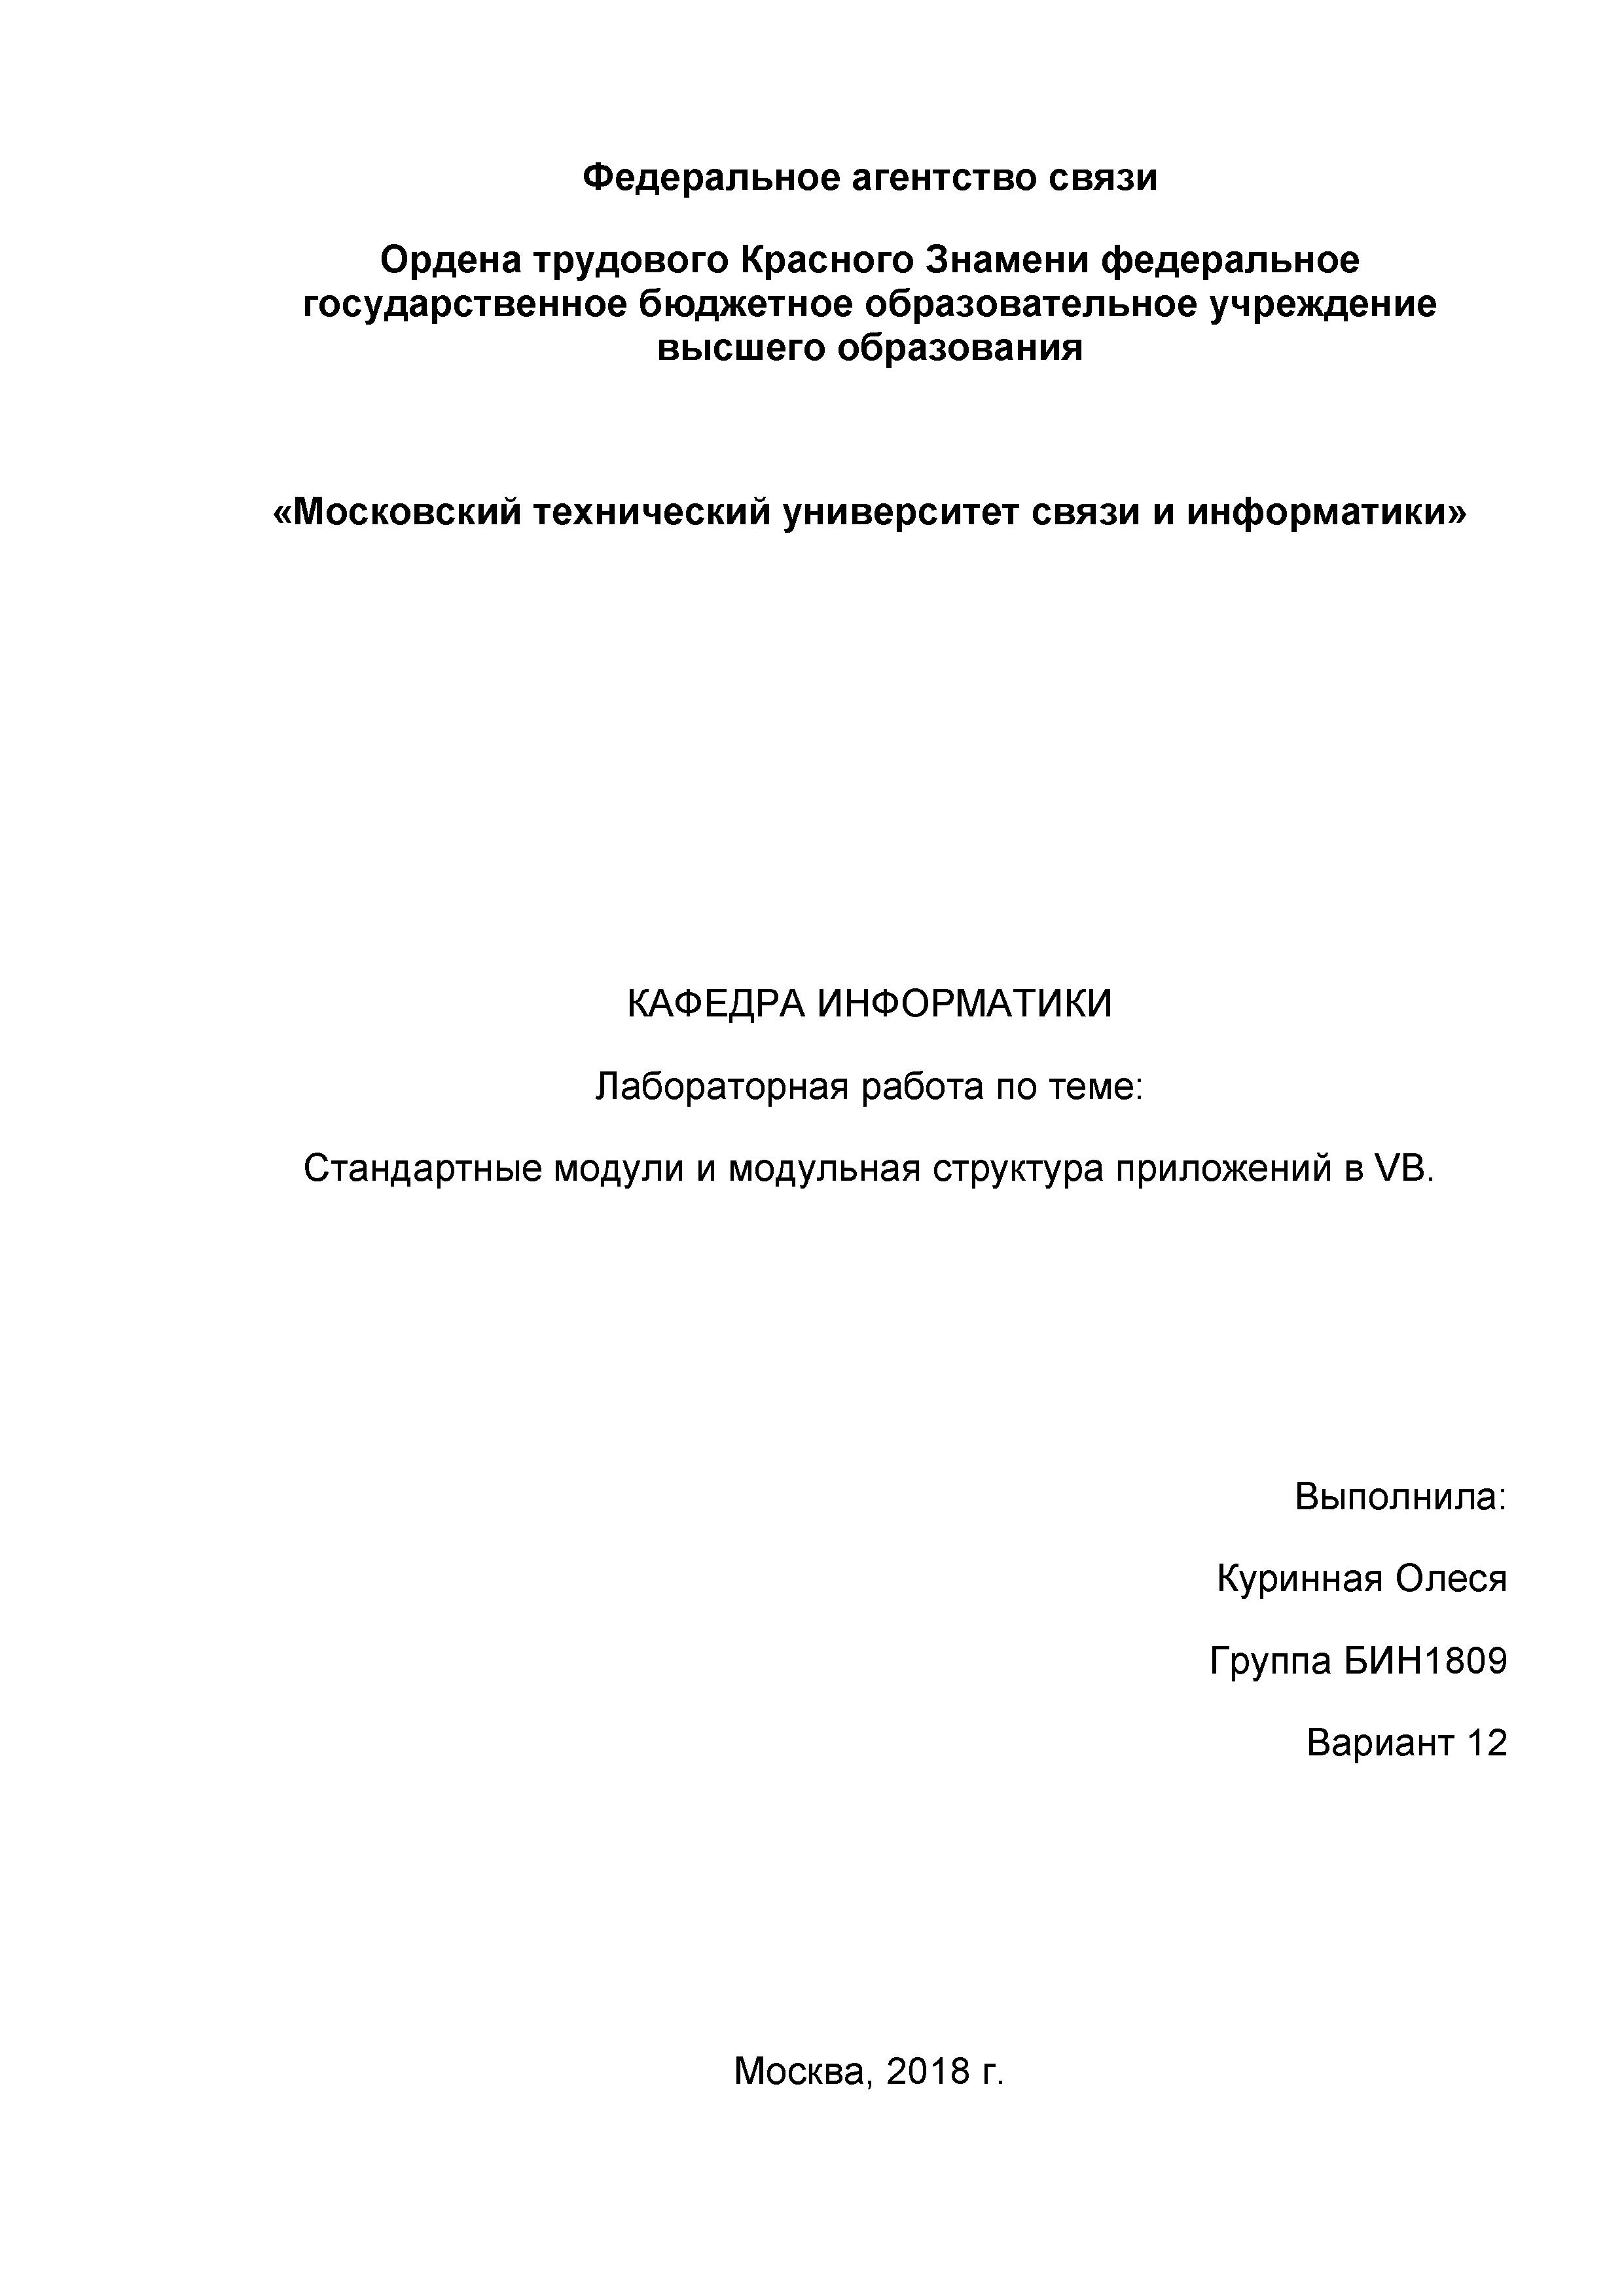 Федеральное агентство связи
Ордена трудового Красного Знамени федеральное
государственное бюджетное образовательное учреждение
высшего образования
«Московский технический университет связи и информатики»
КАФЕДРА ИНФОРМАТИКИ
Лабораторная работа по теме:
Стандартные модули и модульная структура приложений в VB.
Выполнила:
Куринная Олеся
Группа БИН1809
Вариант 12
Москва, 2018 г.